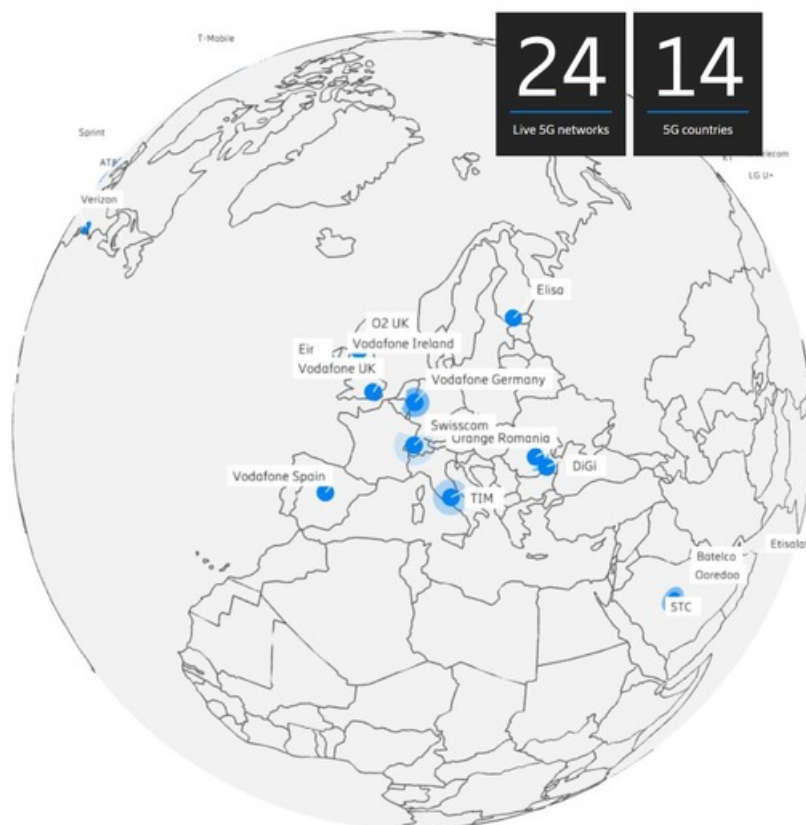 T-Mobile
24
Live 5G networks
14
5G countries
Sprint
LG U+
Verizon
Elisa
O2 UK
Vodafone Ireland
Eir
Vodafone UK
Vodafone Germany
Swisscom
Orange Romania
DiGi
Vodafone Spain
TIM
Etisalat
Batelco
Ooredoo
STC